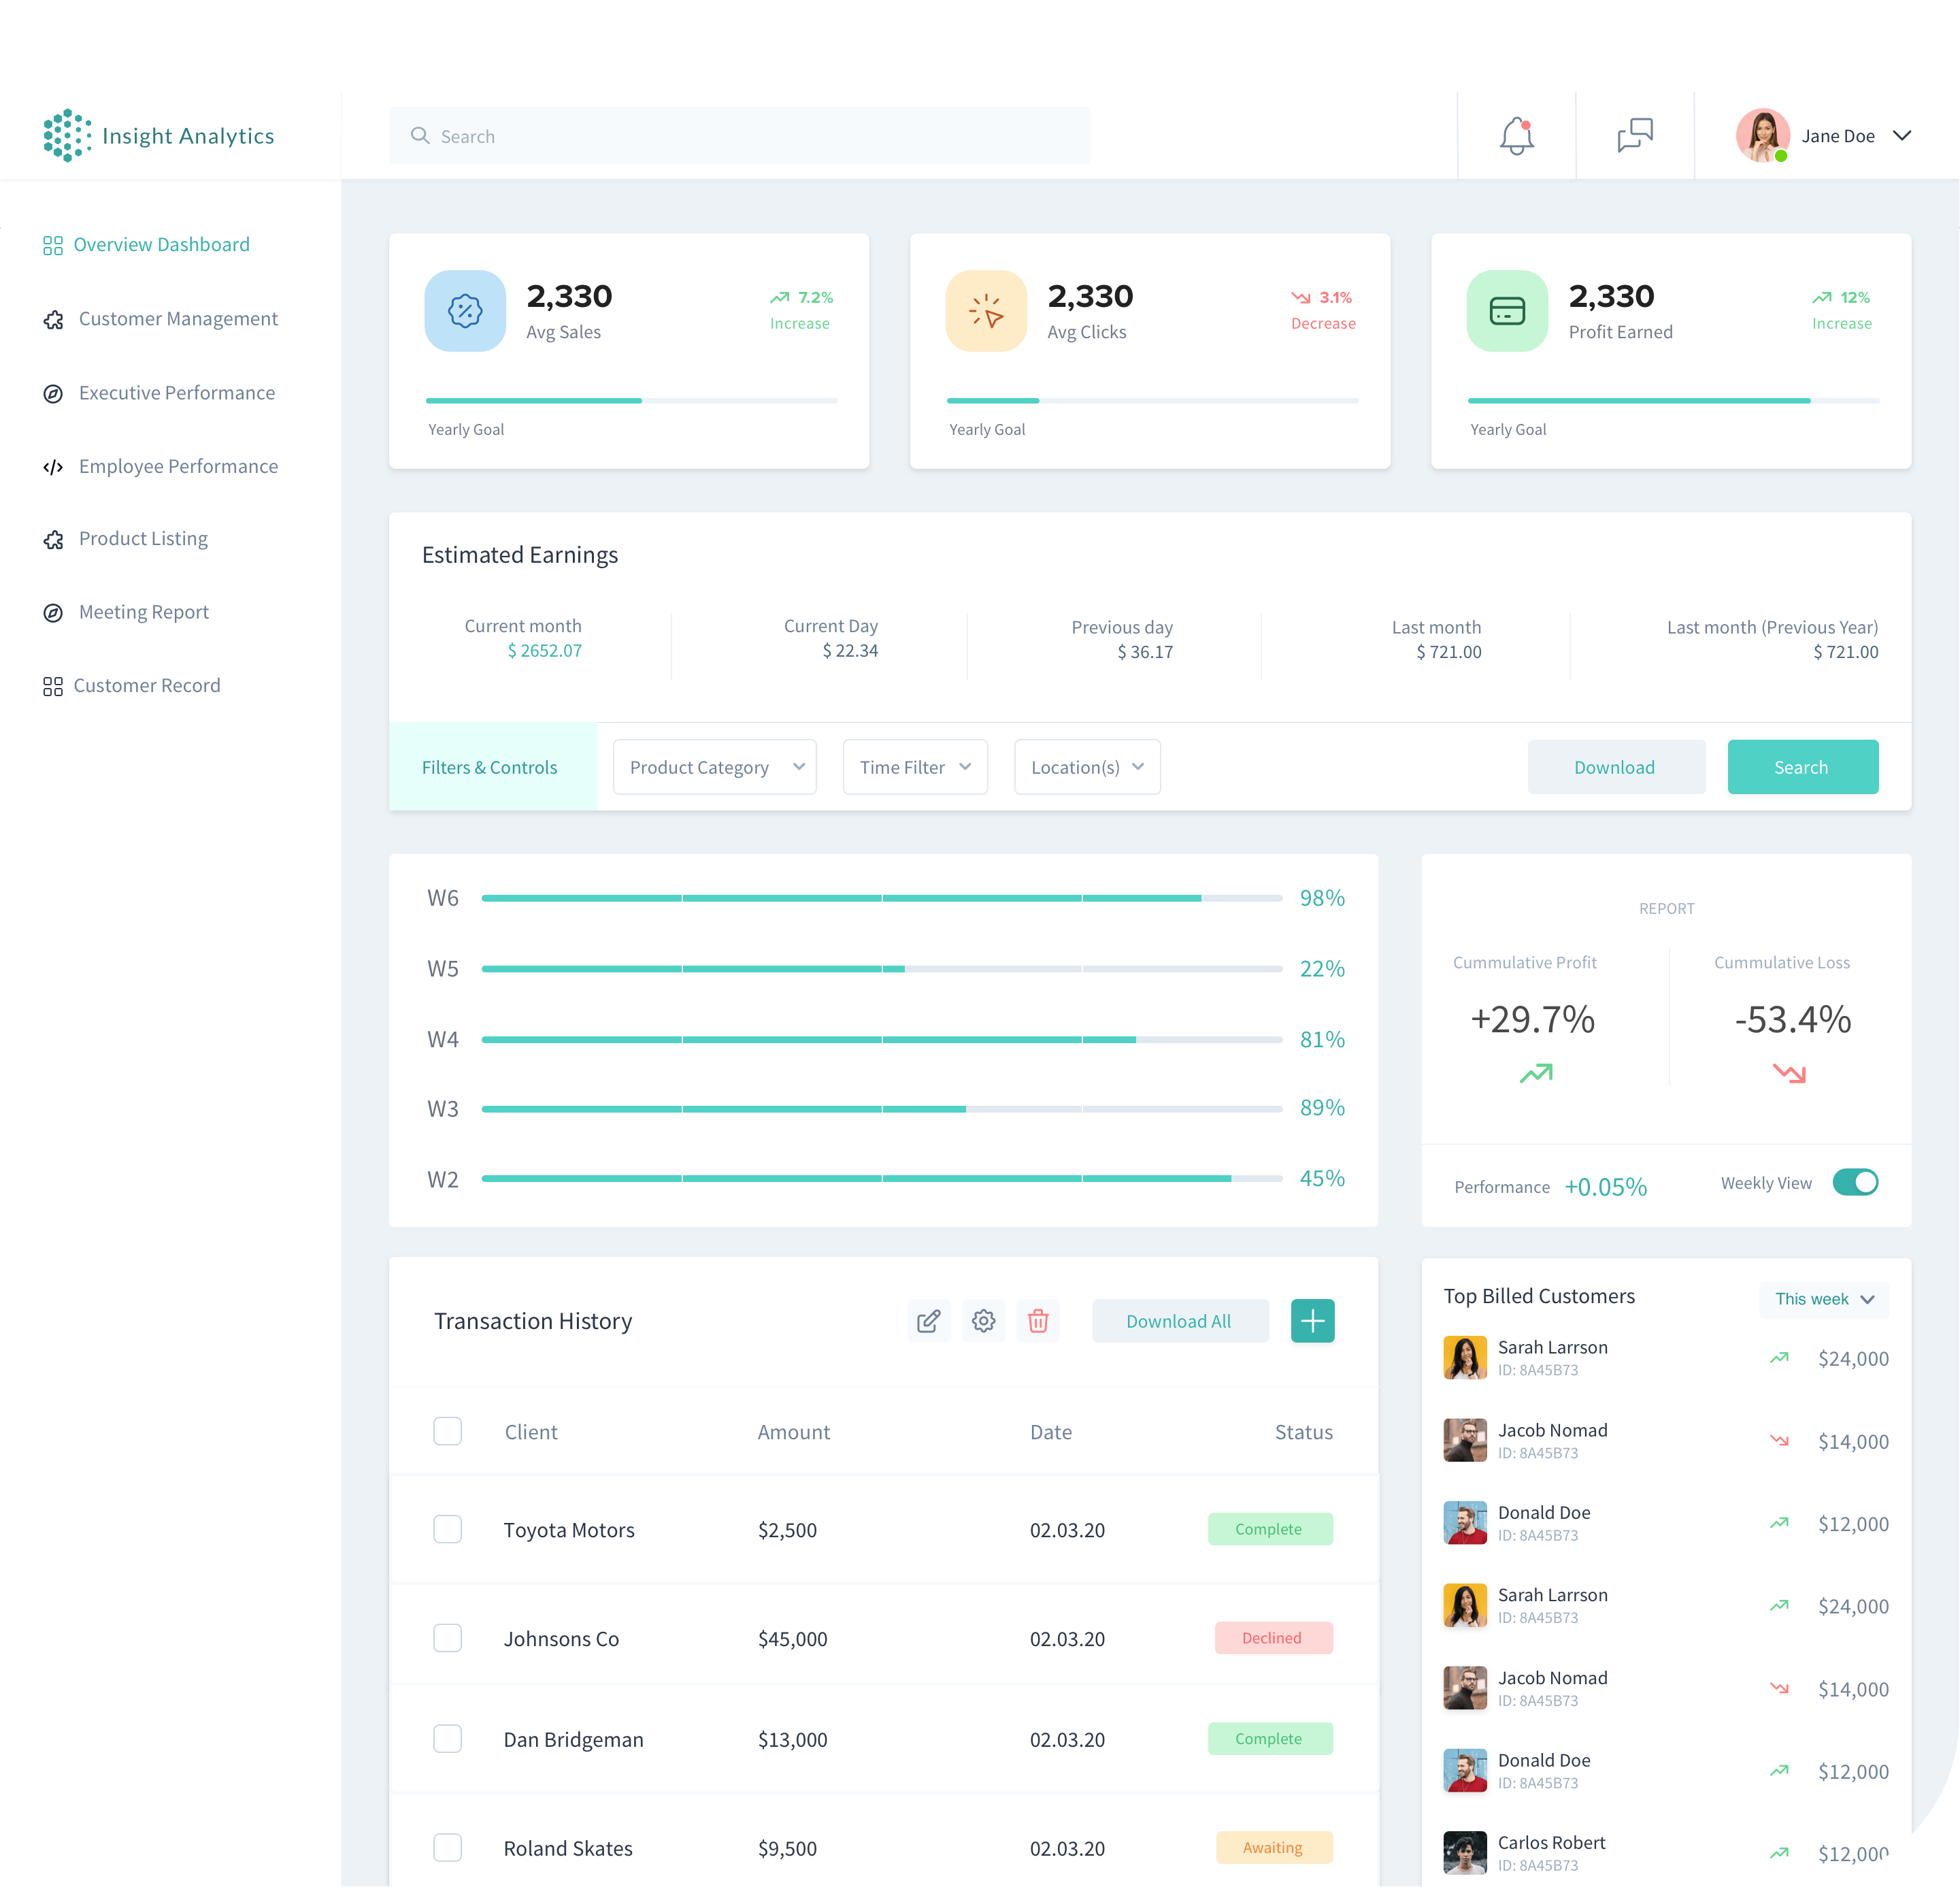 Insight Analytics
Search
Jane Doe
Overview Dashboard
Customer Management
Executive Performance
Employee Performance
Product Listing
Meeting Report
Customer Record
2,330
Avg Sales
7.2%
Increase
Yearly Goal
2,330
Avg Clicks
3.1%
Decrease
Yearly Goal
2,330
Profit Earned
12%
Increase
Yearly Goal
Estimated Earnings
Current month
$ 2652.07
Current Day
$ 22.34
Previous day
$ 36.17
Last month
$ 721.00
Last month (Previous Year)
$ 721.00
Filters & Controls
Product Category
Time Filter
Location(s)
Download
Search
W6 98%
W5 22%
W4 81%
W3 89%
W2 45%
REPORT
Cummulative Profit
+29.7%
Cummulative Loss
-53.4%
Performance +0.05%
Weekly View
Transaction History
Download All
Client Amount Date Status
Toyota Motors $2,500 02.03.20 Complete
Johnsons Co $45,000 02.03.20 Declined
Dan Bridgeman $13,000 02.03.20 Complete
Roland Skates $9,500 02.03.20 Awaiting
Top Billed Customers
This week
Sarah Larrson
ID: 8A45B73
$24,000
Jacob Nomad
ID: 8A45B73
$14,000
Donald Doe
ID: 8A45B73
$12,000
Sarah Larrson
ID: 8A45B73
$24,000
Jacob Nomad
ID: 8A45B73
$14,000
Donald Doe
ID: 8A45B73
$12,000
Carlos Robert
ID: 8A45B73
$12,000